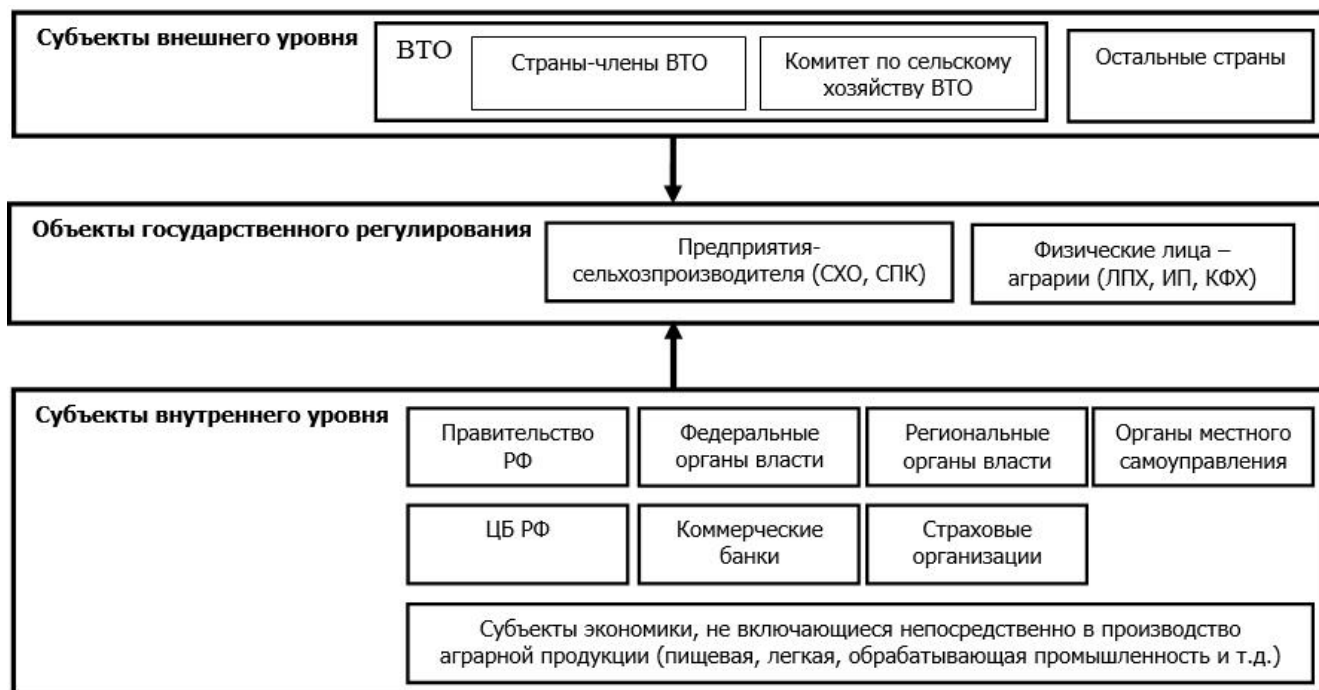 Субъекты внешнего уровня
ВТО
Страны-члены ВТО
Комитет по сельскому
хозяйству ВТО
Остальные страны
Объекты государственного регулирования
Предприятия-
сельхозпроизводителя (СХО, СПК)
Физические лица –
аграрии (ЛПХ, ИП, КФХ)
Субъекты внутреннего уровня
Правительство
РФ
Федеральные
органы власти
Региональные
органы власти
Органы местного
самоуправления
ЦБ РФ
Коммерческие
банки
Страховые
организации
Субъекты экономики, не включающиеся непосредственно в производство
аграрной продукции (пищевая, легкая, обрабатывающая промышленность и т.д.)